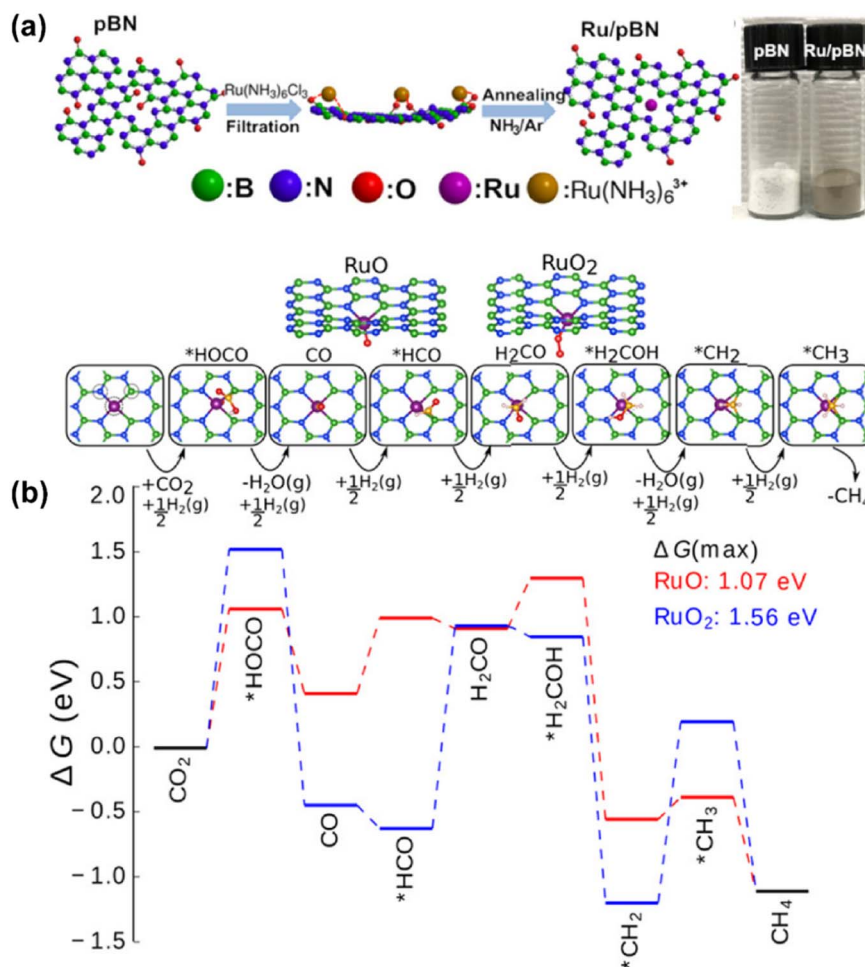 (a)
pBN
Ru(NH3)6Cl3
Filtration
Annealing
NH3/Ar
Ru/pBN
pBN Ru/pBN
:B :N :O :Ru :Ru(NH3)6 3+
RuO RuO2
*HOCO CO *HCO H2CO *H2COH *CH2 *CH3
+CO2 -H2O(g) -H2O(g) -CH
+1/2H2(g) +1/2H2(g) +1/2H2(g) +1/2H2(g) +1/2H2(g) +1/2H2(g) +1/2H2(g)
(b)
ΔG(max)
RuO: 1.07 eV
RuO2: 1.56 eV
ΔG (eV)
2.0
1.5
1.0
0.5
0.0
−0.5
−1.0
−1.5
CO2
*HOCO
CO
*HCO
H2CO
*H2COH
*CH2
*CH3
CH4